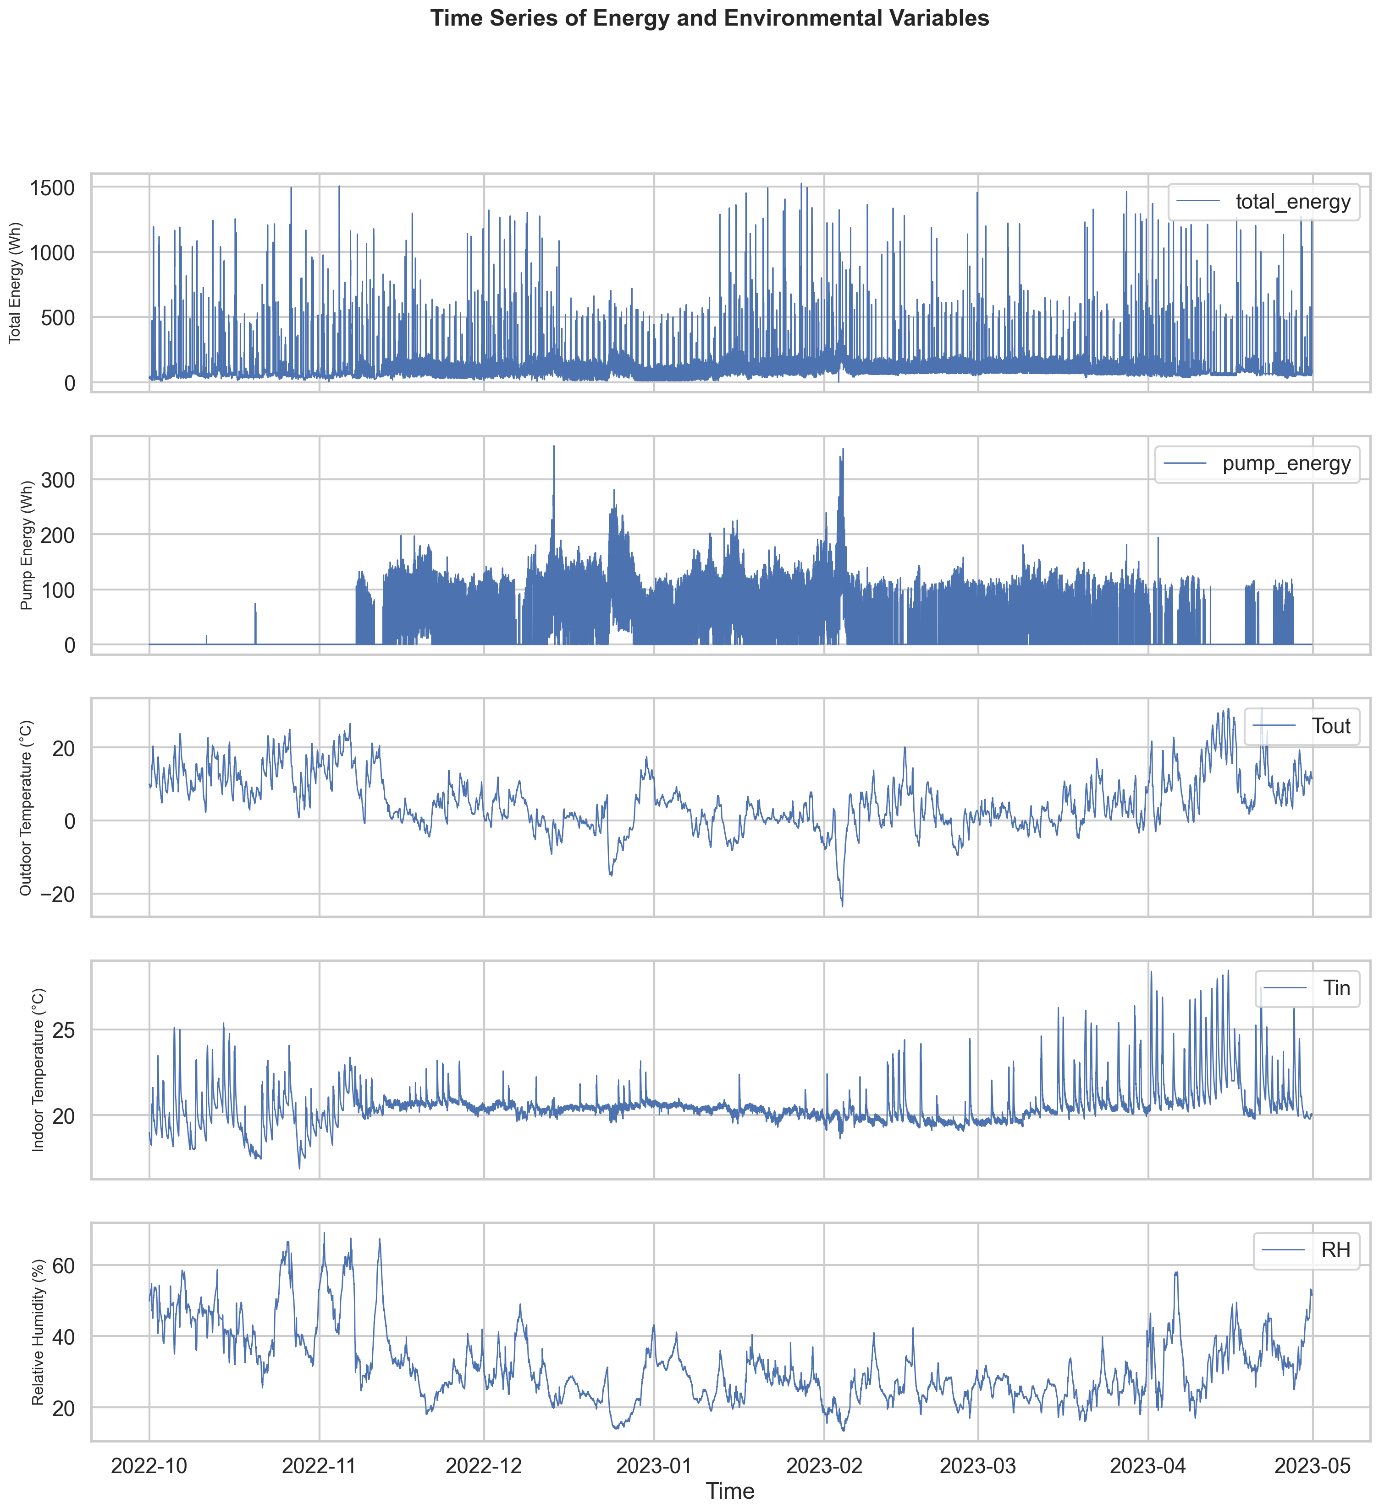 Time Series of Energy and Environmental Variables
Total Energy (Wh)
1500
1000
500
0
total_energy
Pump Energy (Wh)
300
200
100
0
pump_energy
Outdoor Temperature (°C)
20
0
−20
Tout
Indoor Temperature (°C)
25
20
Tin
Relative Humidity (%)
60
40
20
RH
2022-10 2022-11 2022-12 2023-01 2023-02 2023-03 2023-04 2023-05
Time